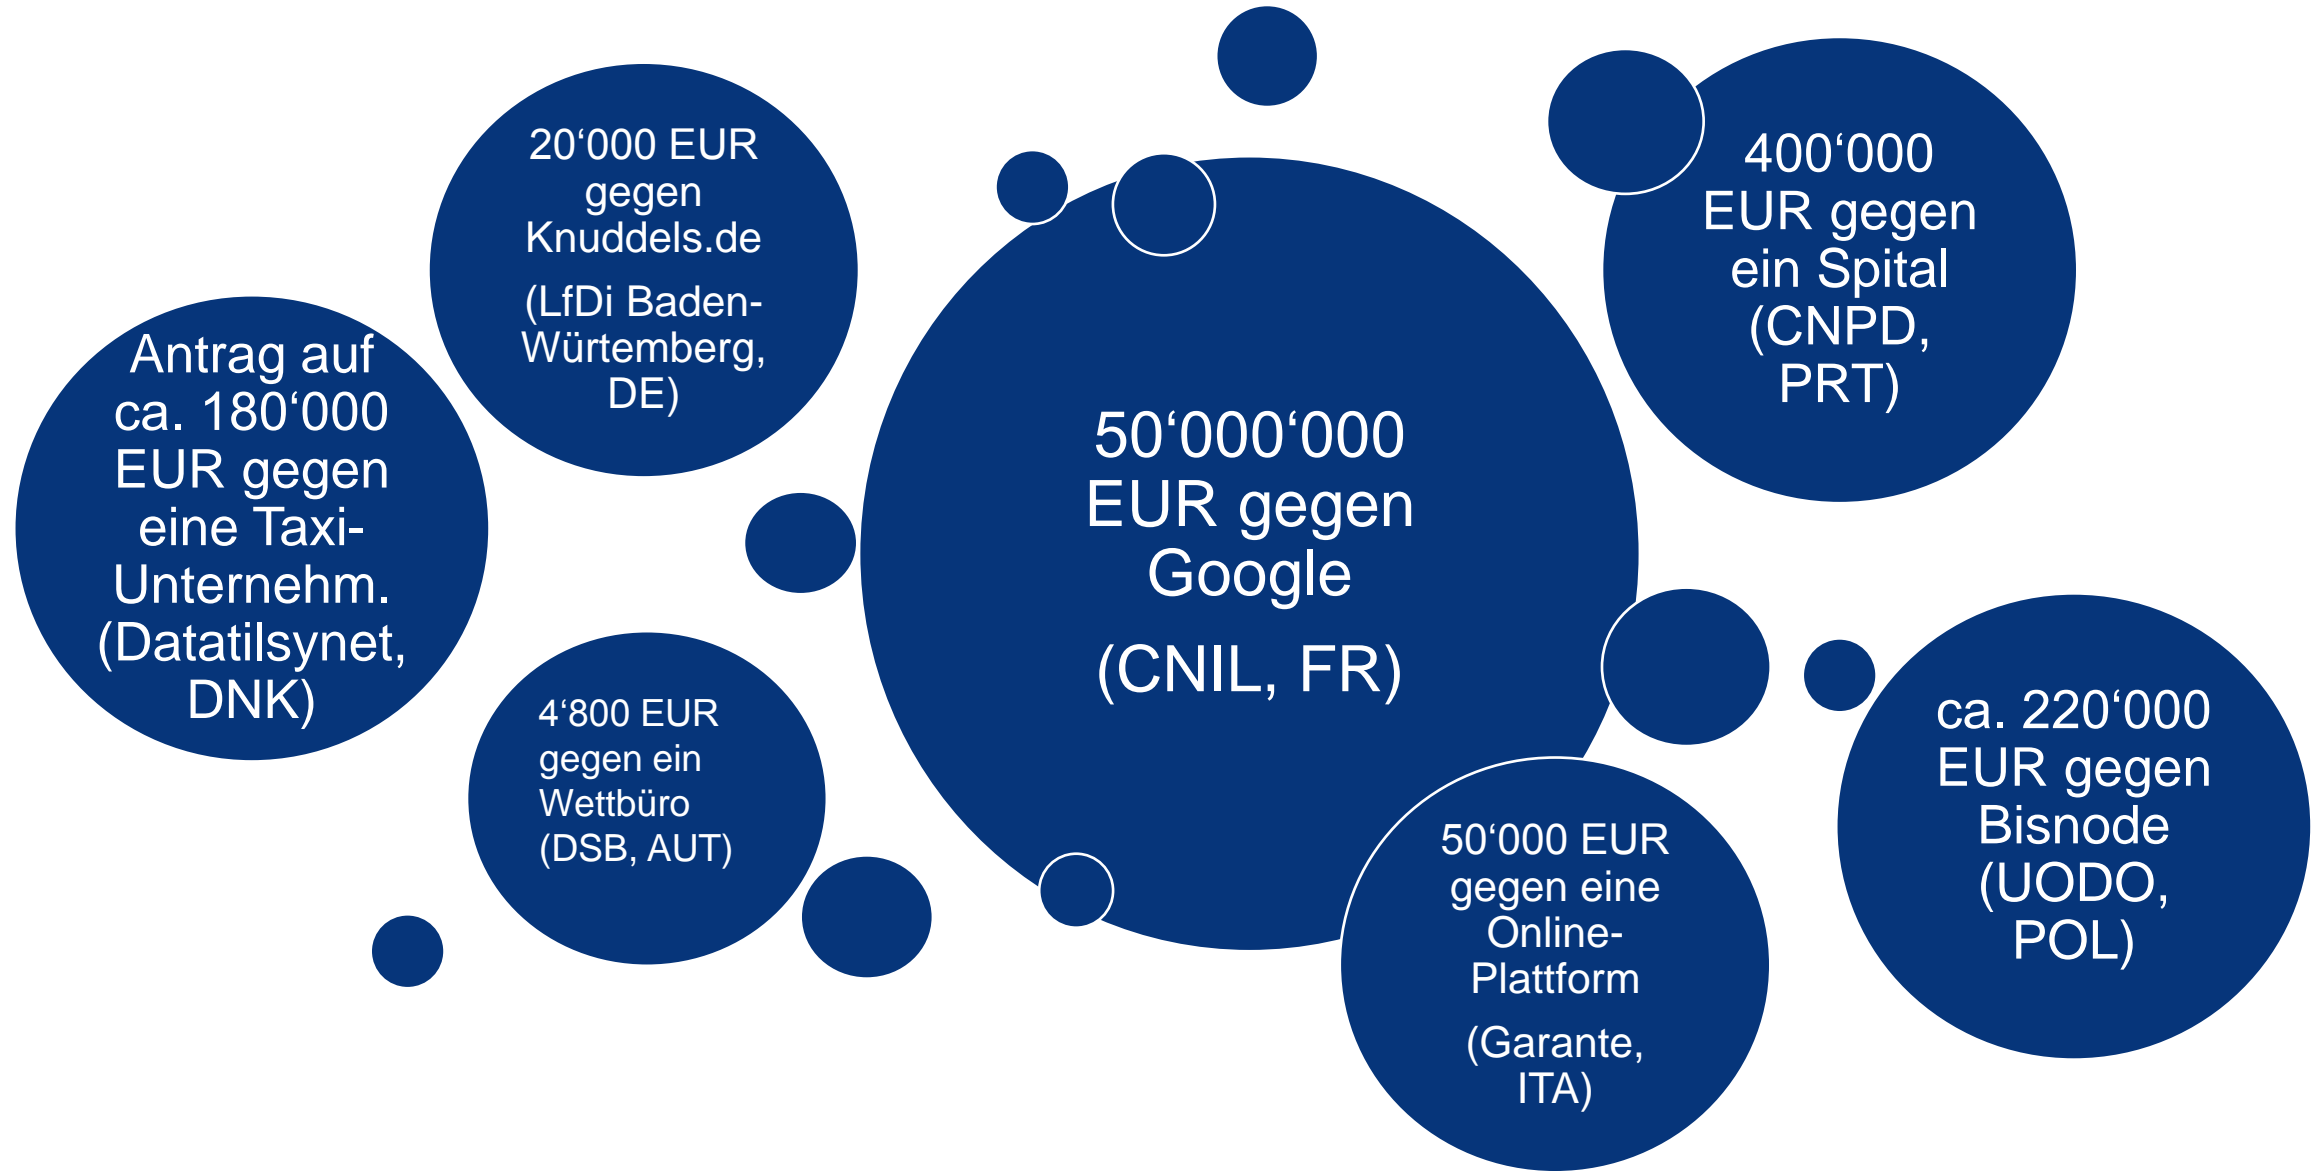 Antrag auf
ca. 180‘000
EUR gegen
eine Taxi-
Unternehm.
(Datatilsynet,
DNK)
20‘000 EUR
gegen
Knuddels.de
(LfDi Baden-
Würtemberg,
DE)
4‘800 EUR
gegen ein
Wettbüro
(DSB, AUT)
50‘000‘000
EUR gegen
Google
(CNIL, FR)
400‘000
EUR gegen
ein Spital
(CNPD,
PRT)
50‘000 EUR
gegen eine
Online-
Plattform
(Garante,
ITA)
ca. 220‘000
EUR gegen
Bisnode
(UODO,
POL)